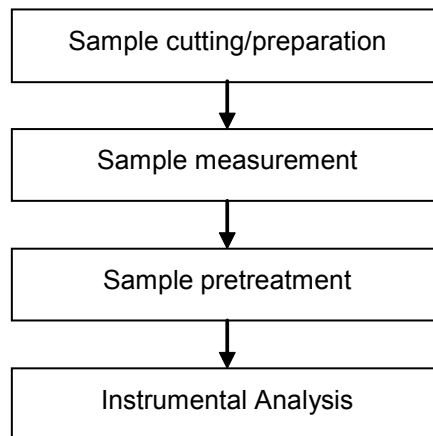 Sample cutting/preparation
Sample measurement
Sample pretreatment
Instrumental Analysis